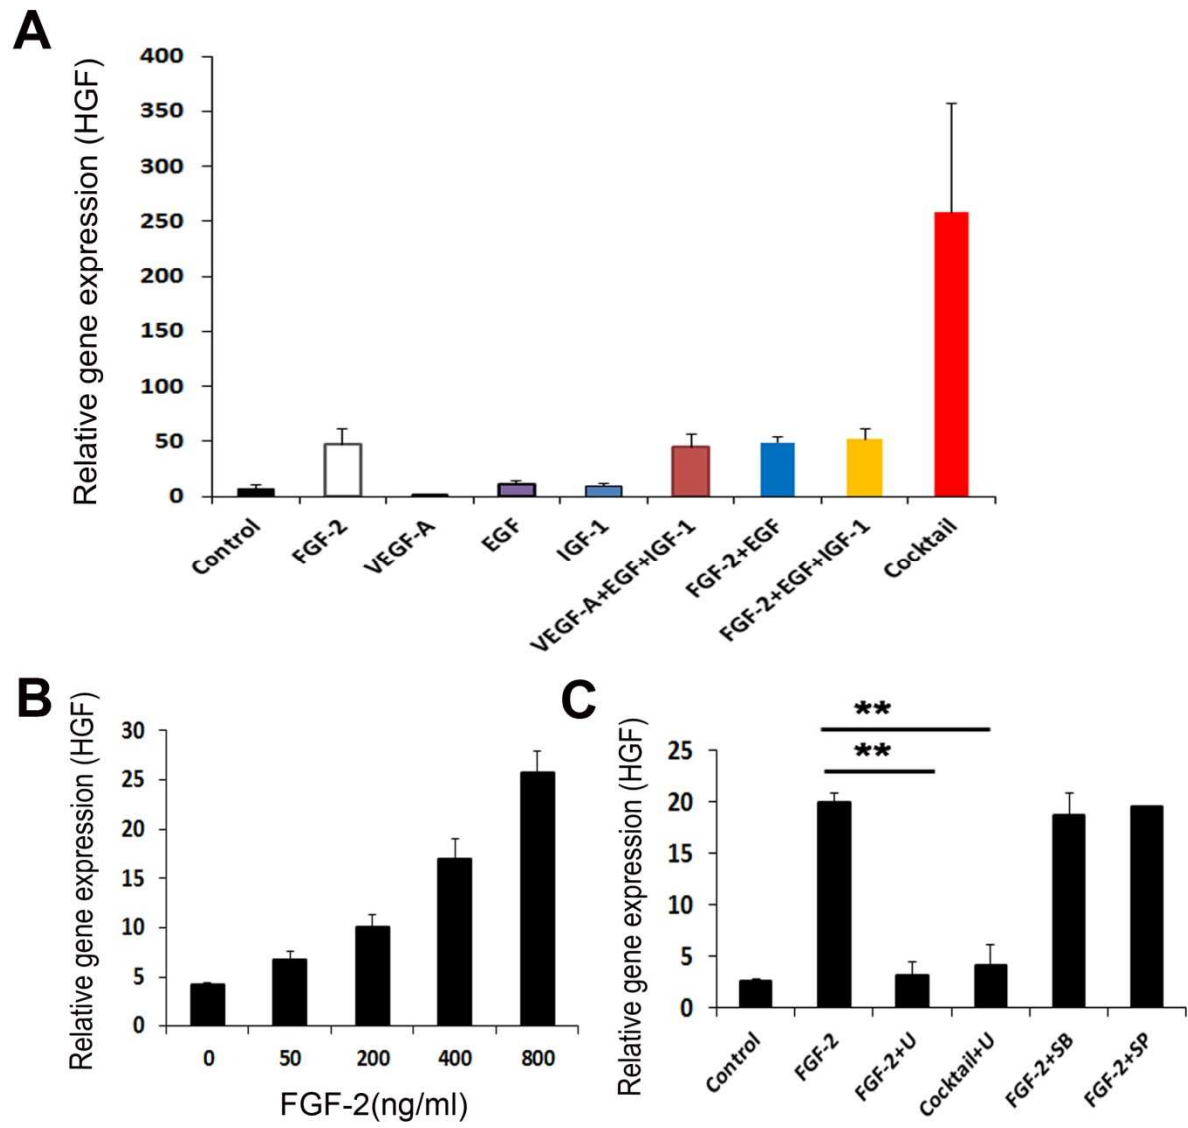 A
Relative gene expression (HGF)
400
350
300
250
200
150
100
50
0
Control
FGF-2
VEGF-A
EGF
IGF-1
VEGF-A+EGF+IGF-1
FGF-2+EGF
FGF-2+EGF+IGF-1
Cocktail
B
Relative gene expression (HGF)
30
25
20
15
10
5
0
0 50 200 400 800
FGF-2(ng/ml)
C
Relative gene expression (HGF)
**
**
25
20
15
10
5
0
Control
FGF-2
FGF-2+U
Cocktail+U
FGF-2+SB
FGF-2+SP